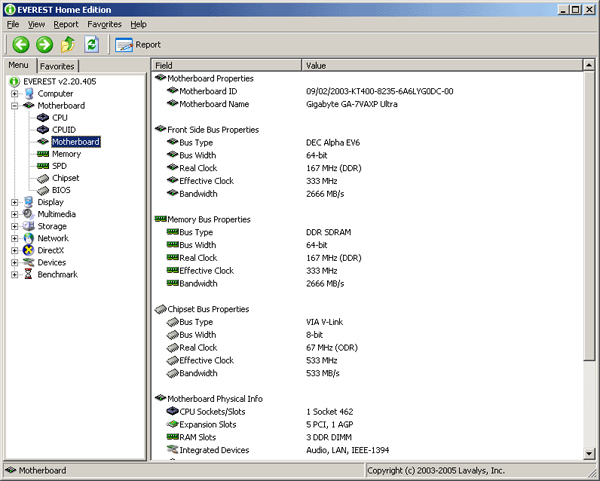 EVEREST Home Edition
File View Report Favorites Help
Report
Menu Favorites
EVEREST v2.20.405
Computer
Motherboard
CPU
CPUID
Motherboard
Memory
SPD
Chipset
BIOS
Display
Multimedia
Storage
Network
DirectX
Devices
Benchmark
Field Value
Motherboard Properties
Motherboard ID 09/02/2003-KT400-8235-6A6LYG0DC-00
Motherboard Name Gigabyte GA-7VAXP Ultra
Front Side Bus Properties
Bus Type DEC Alpha EV6
Bus Width 64-bit
Real Clock 167 MHz (DDR)
Effective Clock 333 MHz
Bandwidth 2666 MB/s
Memory Bus Properties
Bus Type DDR SDRAM
Bus Width 64-bit
Real Clock 167 MHz (DDR)
Effective Clock 333 MHz
Bandwidth 2666 MB/s
Chipset Bus Properties
Bus Type VIA V-Link
Bus Width 8-bit
Real Clock 67 MHz (ODR)
Effective Clock 533 MHz
Bandwidth 533 MB/s
Motherboard Physical Info
CPU Sockets/Slots 1 Socket 462
Expansion Slots 5 PCI, 1 AGP
RAM Slots 3 DDR DIMM
Integrated Devices Audio, LAN, IEEE-1394
Motherboard Copyright (c) 2003-2005 Lavalys, Inc.